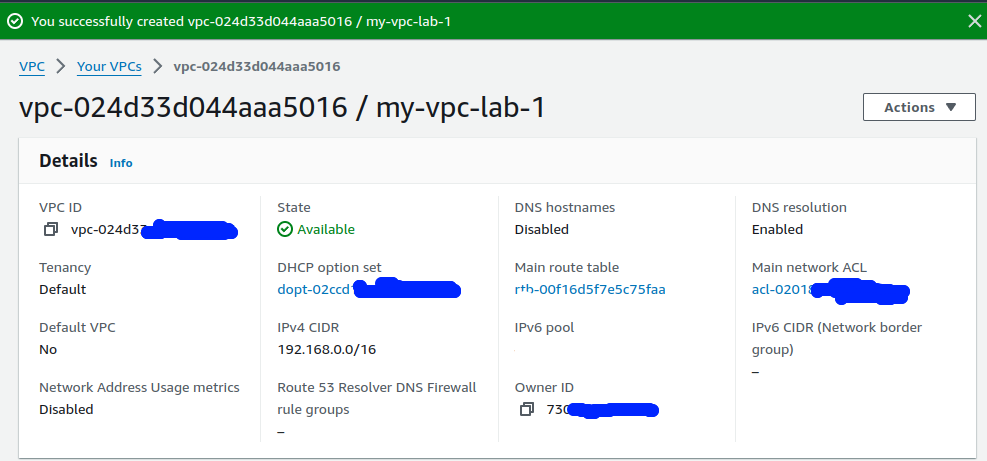 You successfully created vpc-024d33d044aaa5016 / my-vpc-lab-1
VPC > Your VPCs > vpc-024d33d044aaa5016
vpc-024d33d044aaa5016 / my-vpc-lab-1
Actions
Details Info
VPC ID
vpc-024d3
State
Available
DNS hostnames
Disabled
DNS resolution
Enabled
Tenancy
Default
DHCP option set
dopt-02ccd
Main route table
rtb-00f16d5f7e5c75faa
Main network ACL
acl-0201
Default VPC
No
IPv4 CIDR
192.168.0.0/16
IPv6 pool
IPv6 CIDR (Network border
group)
–
Network Address Usage metrics
Disabled
Route 53 Resolver DNS Firewall
rule groups
–
Owner ID
730